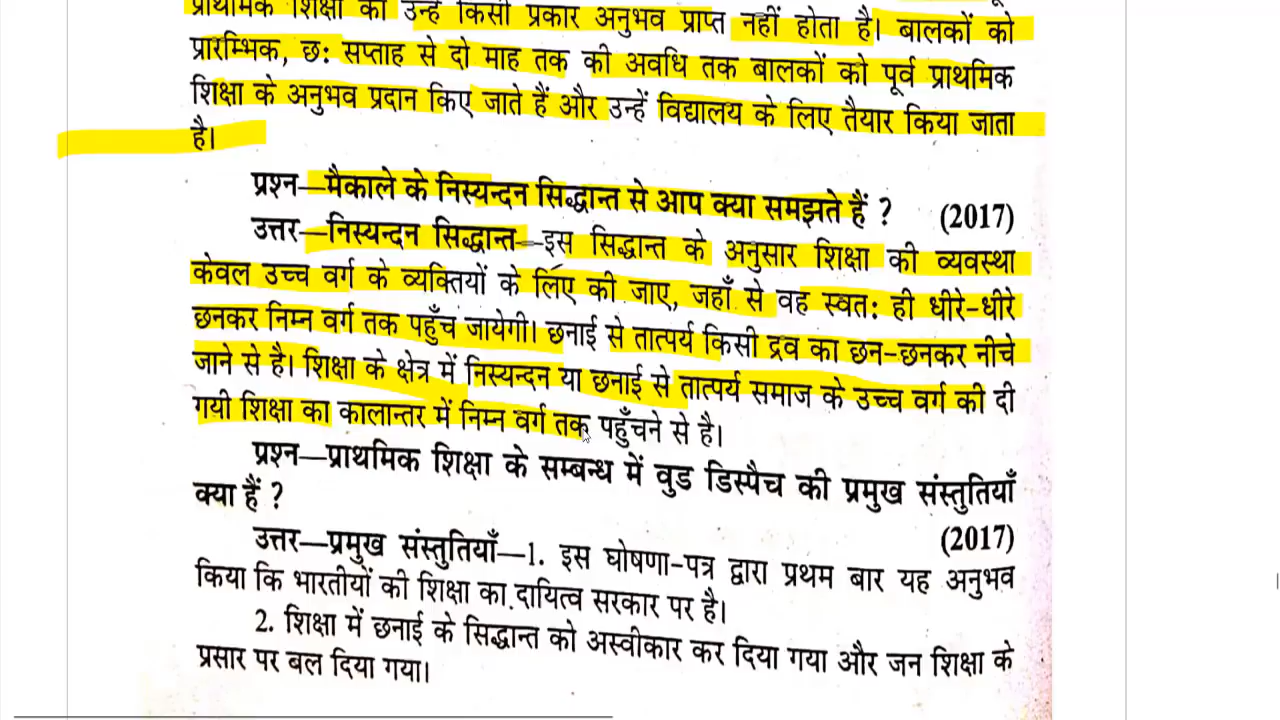 प्राथमिक शिक्षा का उन्हें किसी प्रकार अनुभव प्राप्त नहीं होता है। बालकों को
प्रारम्भिक, छः सप्ताह से दो माह तक की अवधि तक बालकों को पूर्व प्राथमिक
शिक्षा के अनुभव प्रदान किए जाते हैं और उन्हें विद्यालय के लिए तैयार किया जाता
है।
प्रश्न—मैकाले के निस्यन्दन सिद्धान्त से आप क्या समझते हैं ? (2017)
उत्तर—निस्यन्दन सिद्धान्त—इस सिद्धान्त के अनुसार शिक्षा की व्यवस्था
केवल उच्च वर्ग के व्यक्तियों के लिए की जाए, जहाँ से वह स्वतः ही धीरे-धीरे
छनकर निम्न वर्ग तक पहुँच जायेगी। छनाई से तात्पर्य किसी द्रव का छन-छनकर नीचे
जाने से है। शिक्षा के क्षेत्र में निस्यन्दन या छनाई से तात्पर्य समाज के उच्च वर्ग की दी
गयी शिक्षा का कालान्तर में निम्न वर्ग तक पहुँचने से है।
प्रश्न—प्राथमिक शिक्षा के सम्बन्ध में वुड डिस्पैच की प्रमुख संस्तुतियाँ
क्या हैं ? (2017)
उत्तर—प्रमुख संस्तुतियाँ—1. इस घोषणा-पत्र द्वारा प्रथम बार यह अनुभव
किया कि भारतीयों की शिक्षा का दायित्व सरकार पर है।
2. शिक्षा में छनाई के सिद्धान्त को अस्वीकार कर दिया गया और जन शिक्षा के
प्रसार पर बल दिया गया।